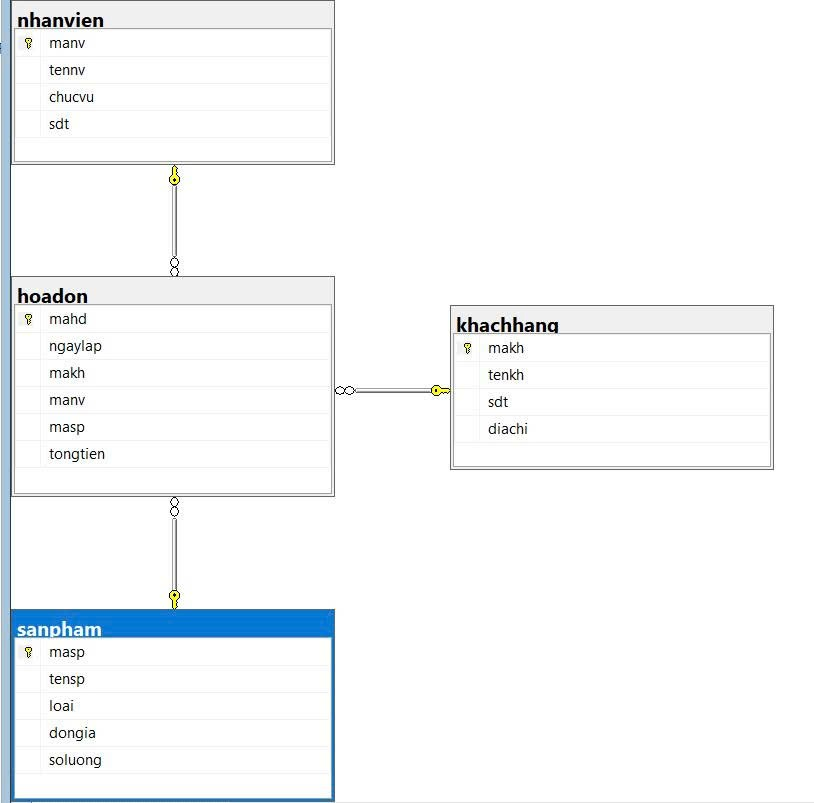 nhanvien
manv
tennv
chucvu
sdt
hoadon
mahd
ngaylap
makh
manv
masp
tongtien
khachhang
makh
tenkh
sdt
diachi
sanpham
masp
tensp
loai
dongia
soluong